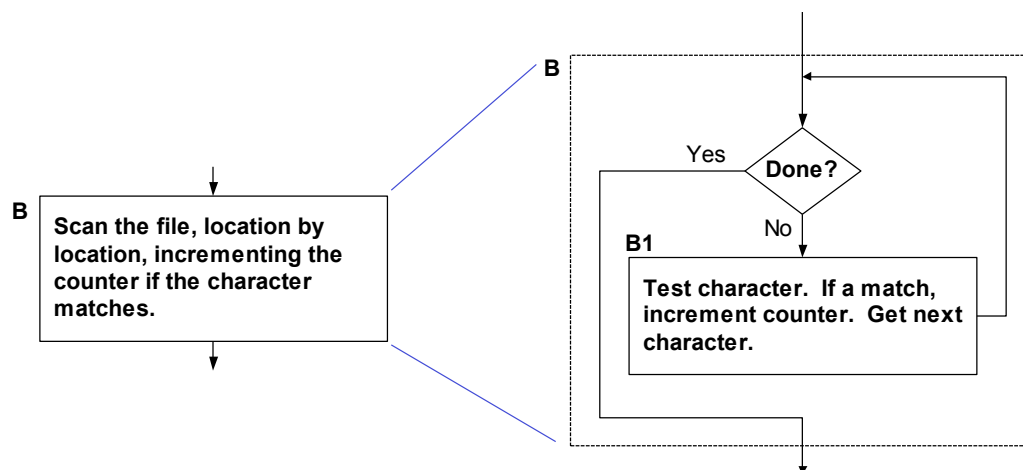 B
Scan the file, location by
location, incrementing the
counter if the character
matches.
B
Done?
Yes
No
B1
Test character.  If a match,
increment counter.  Get next
character.